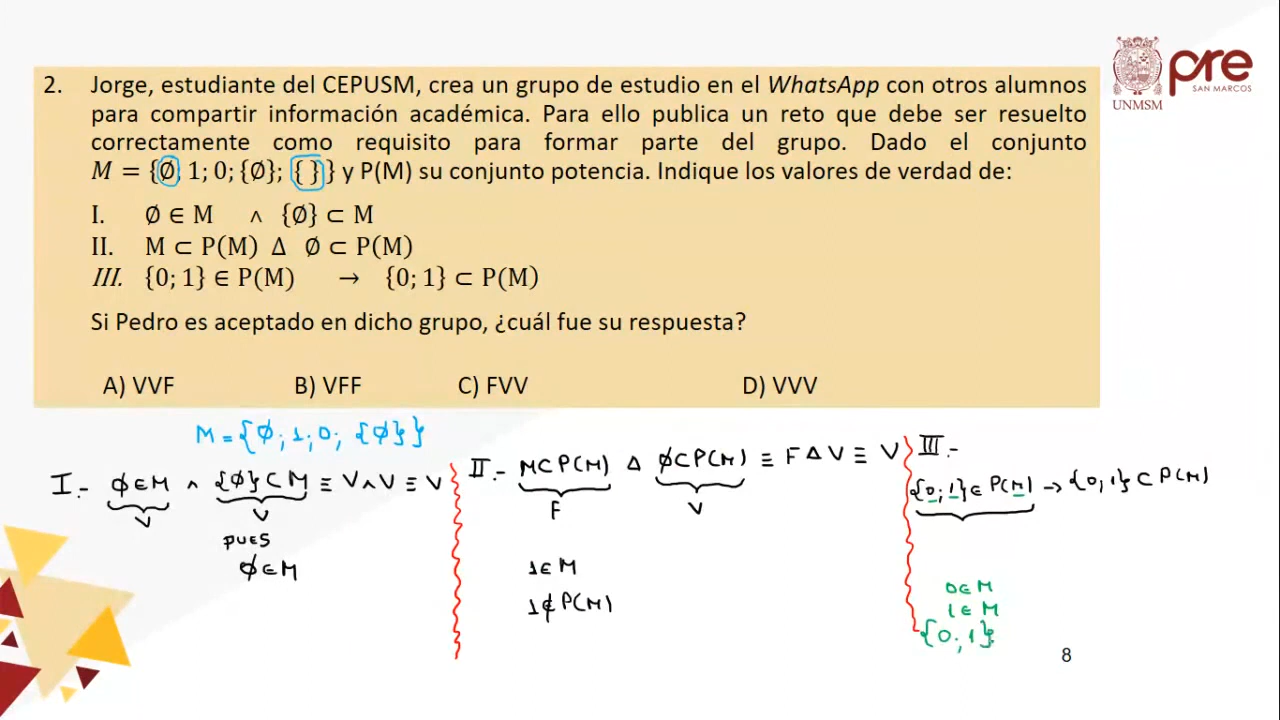 2. Jorge, estudiante del CEPUSM, crea un grupo de estudio en el WhatsApp con otros alumnos
para compartir información académica. Para ello publica un reto que debe ser resuelto
correctamente como requisito para formar parte del grupo. Dado el conjunto
M = {∅; 1; 0; {∅}; { }} y P(M) su conjunto potencia. Indique los valores de verdad de:
I. ∅ ∈ M ∧ {∅} ⊂ M
II. M ⊂ P(M) Δ ∅ ⊂ P(M)
III. {0; 1} ∈ P(M) → {0; 1} ⊂ P(M)
Si Pedro es aceptado en dicho grupo, ¿cuál fue su respuesta?
A) VVF B) VFF C) FVV D) VVV
UNMSM
pre
SAN MARCOS
M = {∅; 1; 0; {∅}}
I.- ∅ ∈ M ∧ {∅} ⊂ M ≡ V ∧ V ≡ V
V V
PUES
∅ ∈ M
II.- M ⊂ P(M) Δ ∅ ⊂ P(M) ≡ F Δ V ≡ V
F V
1 ∈ M
1 ∉ P(M)
III.-
{0; 1} ∈ P(M) → {0; 1} ⊂ P(M)
0 ∈ M
1 ∈ M
{0; 1}
8